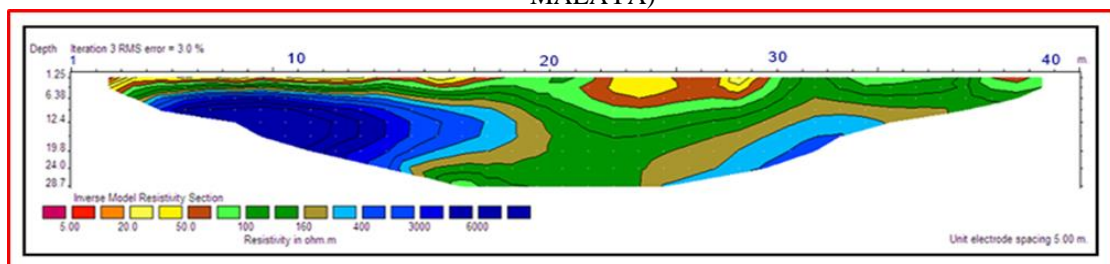 MALAYA)
Depth Iteration 3 RMS error = 3.0 %
1 10 20 30 40 m.
1.25
6.38
12.4
19.8
24.0
28.7
Inverse Model Resistivity Section
5.00 20.0 50.0 100 160 400 3000 6000
Resistivity in ohm.m
Unit electrode spacing 5.00 m.